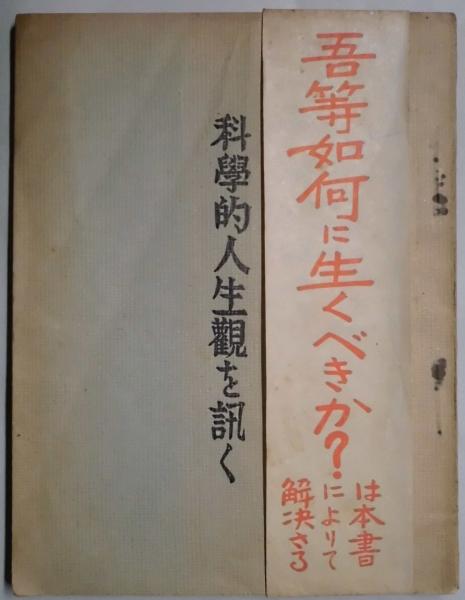 吾等如何に生くべきか？
は本書
によりて
解決さる
科學的人生觀を訊く